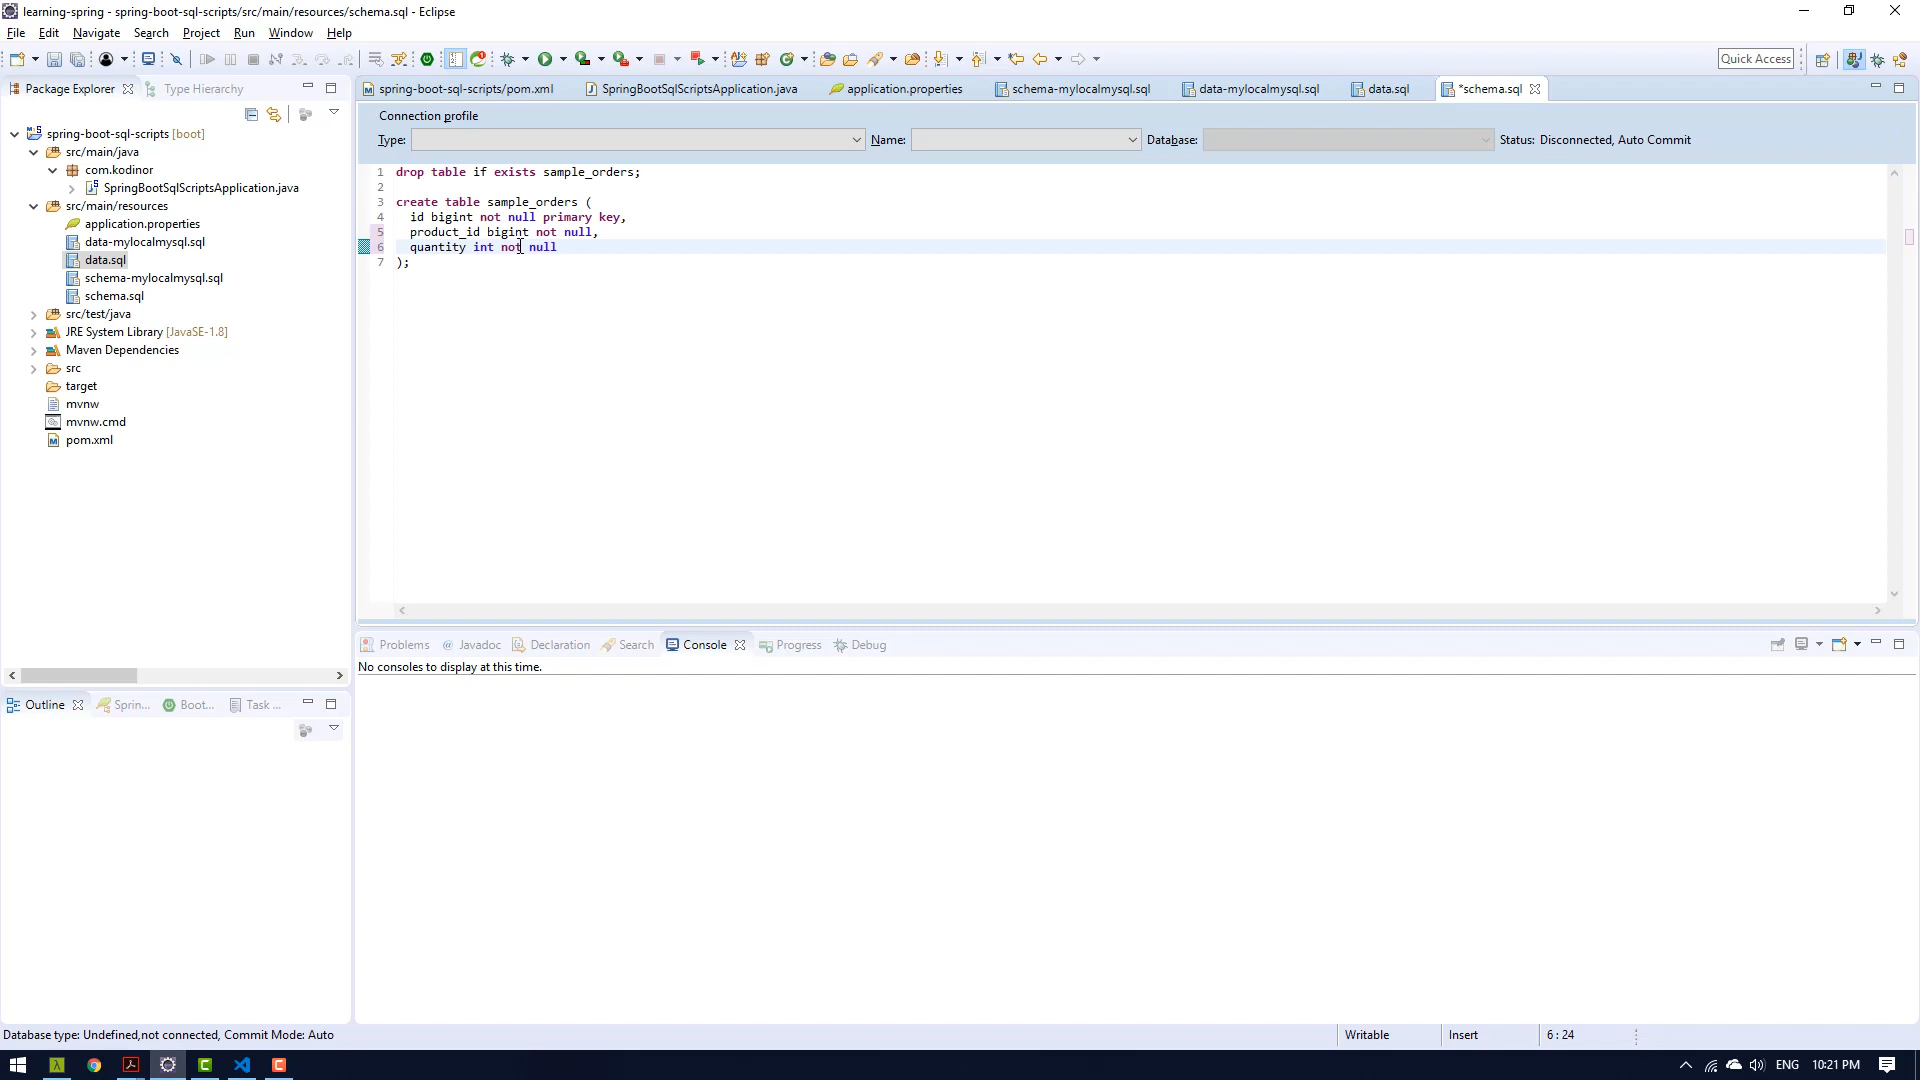 learning-spring - spring-boot-sql-scripts/src/main/resources/schema.sql - Eclipse
File Edit Navigate Search Project Run Window Help
Quick Access
Package Explorer Type Hierarchy
spring-boot-sql-scripts/pom.xml SpringBootSqlScriptsApplication.java application.properties schema-mylocalmysql.sql data-mylocalmysql.sql data.sql *schema.sql
Connection profile
Type: Name: Database: Status: Disconnected, Auto Commit
spring-boot-sql-scripts [boot]
src/main/java
com.kodinor
SpringBootSqlScriptsApplication.java
src/main/resources
application.properties
data-mylocalmysql.sql
data.sql
schema-mylocalmysql.sql
schema.sql
src/test/java
JRE System Library [JavaSE-1.8]
Maven Dependencies
src
target
mvnw
mvnw.cmd
pom.xml
1 drop table if exists sample_orders;
2
3 create table sample_orders (
4 id bigint not null primary key,
5 product_id bigint not null,
6 quantity int not null
7 );
Problems Javadoc Declaration Search Console Progress Debug
No consoles to display at this time.
Outline Sprin... Boot... Task ...
Database type: Undefined,not connected, Commit Mode: Auto
Writable Insert 6 : 24
ENG 10:21 PM